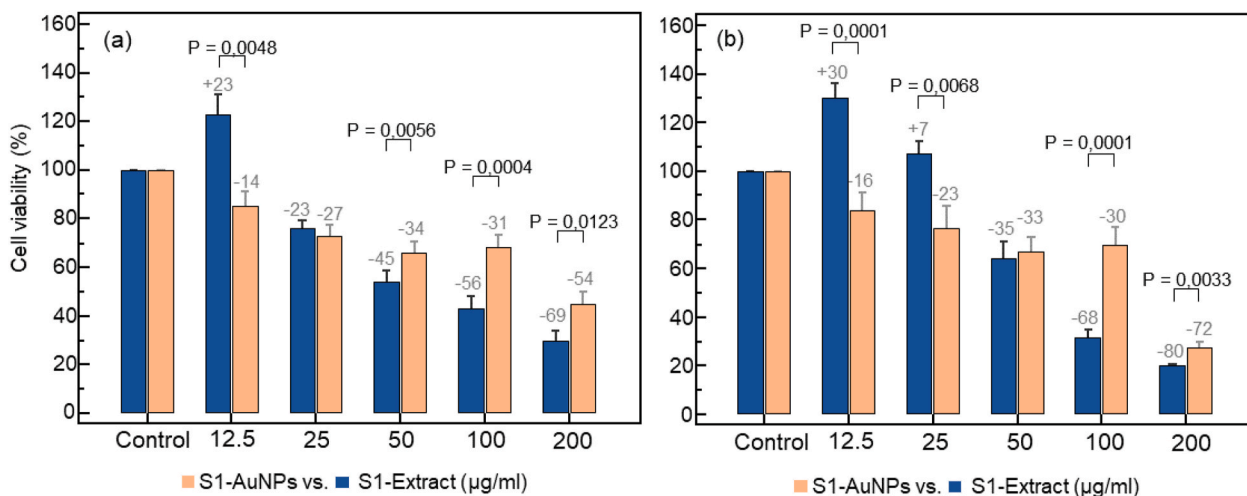 (a)
Cell viability (%)
160
140
120
100
80
60
40
20
0
P = 0,0048
+23
-14
-23
-27
P = 0,0056
-45
-34
P = 0,0004
-56
-31
P = 0,0123
-69
-54
Control 12.5 25 50 100 200
S1-AuNPs vs. S1-Extract (µg/ml)
(b)
160
140
120
100
80
60
40
20
0
P = 0,0001
+30
-16
P = 0,0068
+7
-23
-35
-33
P = 0,0001
-68
-30
P = 0,0033
-80
-72
Control 12.5 25 50 100 200
S1-AuNPs vs. S1-Extract (µg/ml)